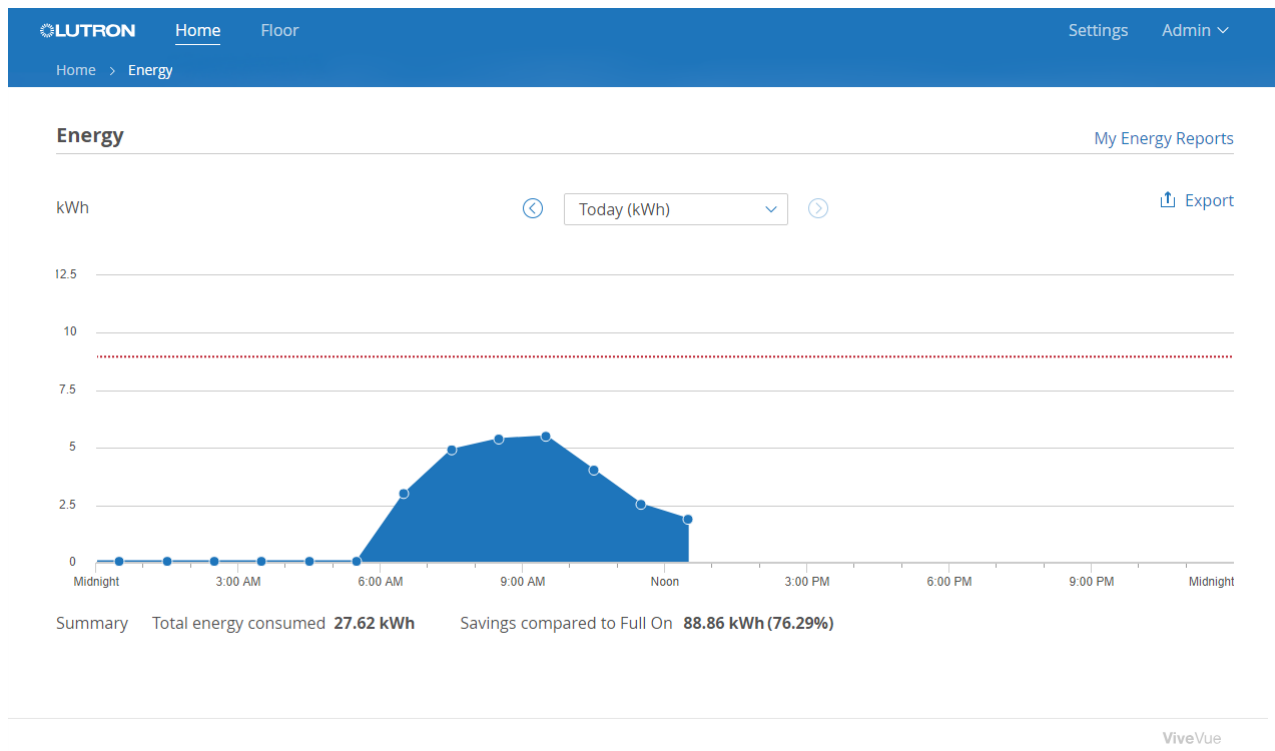 LUTRON Home Floor Settings Admin
Home > Energy
Energy My Energy Reports
kWh Today (kWh) Export
12.5
10
7.5
5
2.5
0
Midnight 3:00 AM 6:00 AM 9:00 AM Noon 3:00 PM 6:00 PM 9:00 PM Midnight
Summary Total energy consumed 27.62 kWh Savings compared to Full On 88.86 kWh (76.29%)
ViveVue